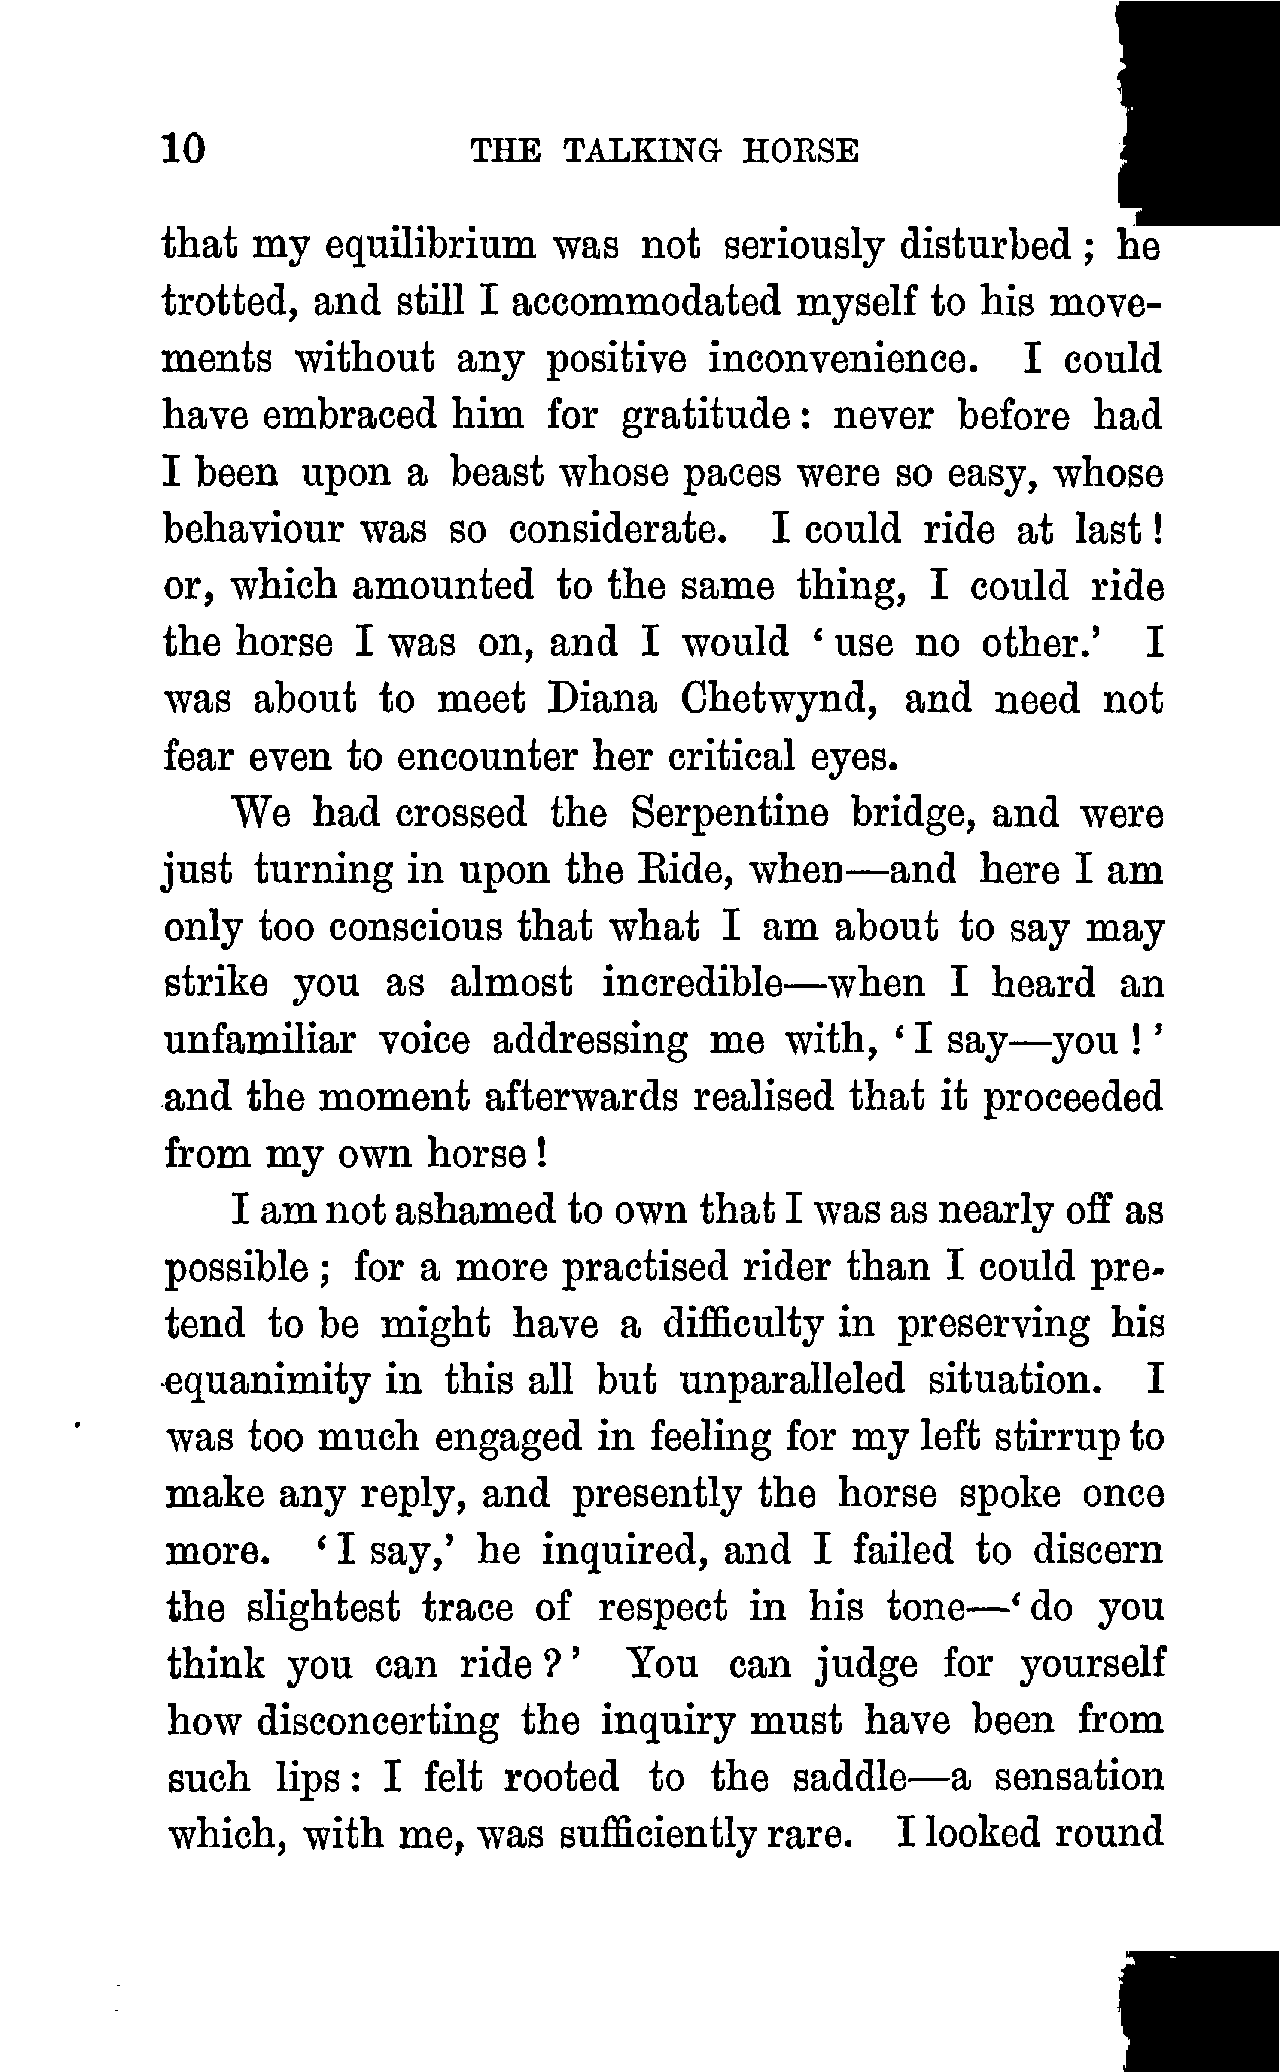 10 THE TALKING HORSE
that my equilibrium was not seriously disturbed ; he
trotted, and still I accommodated myself to his move-
ments without any positive inconvenience. I could
have embraced him for gratitude : never before had
I been upon a beast whose paces were so easy, whose
behaviour was so considerate. I could ride at last !
or, which amounted to the same thing, I could ride
the horse I was on, and I would ‘ use no other.’ I
was about to meet Diana Chetwynd, and need not
fear even to encounter her critical eyes.
We had crossed the Serpentine bridge, and were
just turning in upon the Ride, when—and here I am
only too conscious that what I am about to say may
strike you as almost incredible—when I heard an
unfamiliar voice addressing me with, ‘ I say—you ! ’
and the moment afterwards realised that it proceeded
from my own horse !
I am not ashamed to own that I was as nearly off as
possible ; for a more practised rider than I could pre-
tend to be might have a difficulty in preserving his
equanimity in this all but unparalleled situation. I
was too much engaged in feeling for my left stirrup to
make any reply, and presently the horse spoke once
more. ‘ I say,’ he inquired, and I failed to discern
the slightest trace of respect in his tone—‘ do you
think you can ride ? ’ You can judge for yourself
how disconcerting the inquiry must have been from
such lips : I felt rooted to the saddle—a sensation
which, with me, was sufficiently rare. I looked round